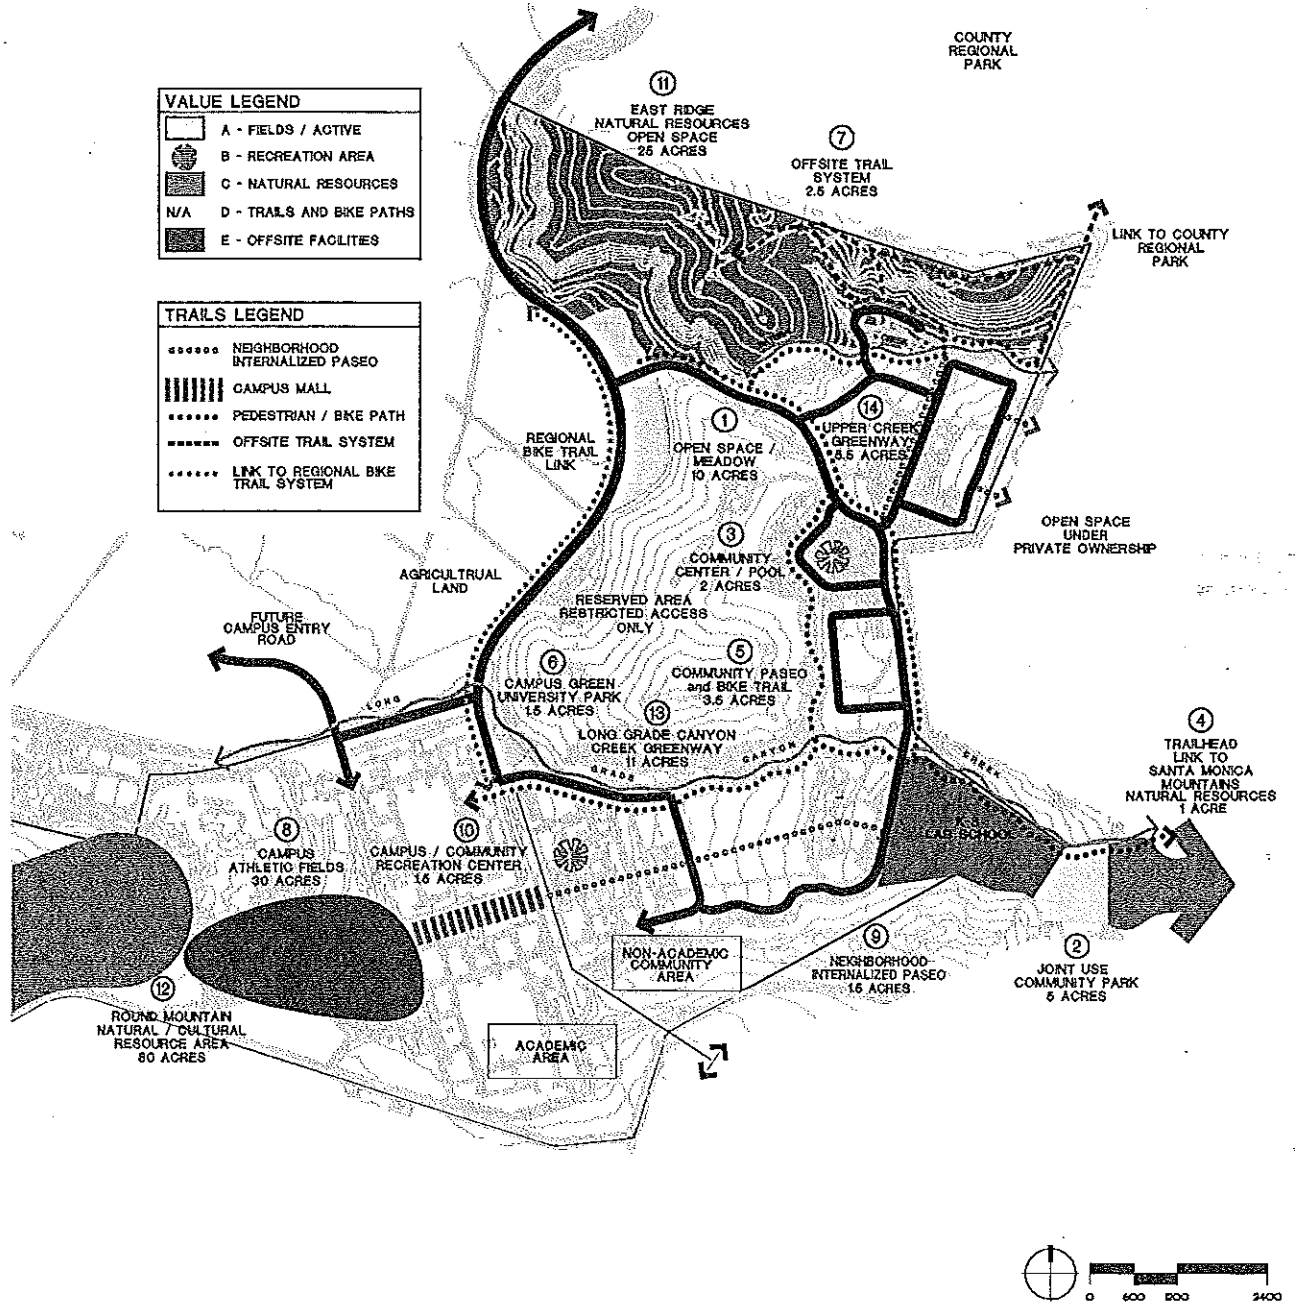 COUNTY
REGIONAL
PARK
11
EAST RIDGE
NATURAL RESOURCES
OPEN SPACE
25 ACRES
7
OFFSITE TRAIL
SYSTEM
2.5 ACRES
LINK TO COUNTY
REGIONAL
PARK
VALUE LEGEND
A - FIELDS / ACTIVE
B - RECREATION AREA
C - NATURAL RESOURCES
N/A D - TRAILS AND BIKE PATHS
E - OFFSITE FACILITIES
TRAILS LEGEND
NEIGHBORHOOD
INTERNALIZED PASEO
CAMPUS MALL
PEDESTRIAN / BIKE PATH
OFFSITE TRAIL SYSTEM
LINK TO REGIONAL BIKE
TRAIL SYSTEM
REGIONAL
BIKE TRAIL
LINK
1
OPEN SPACE /
MEADOW
10 ACRES
14
UPPER CREEK
GREENWAY
ACRES
3
COMMUNITY
CENTER / POOL
2 ACRES
OPEN SPACE
UNDER
PRIVATE OWNERSHIP
AGRICULTRUAL
LAND
RESERVED AREA
RESTRICTED ACCESS
ONLY
FUTURE
CAMPUS ENTRY
ROAD
6
CAMPUS GREEN
UNIVERSITY PARK
15 ACRES
5
COMMUNITY PASEO
and BIKE TRAIL
3.5 ACRES
13
LONG GRADE CANYON
CREEK GREENWAY
11 ACRES
LONG
GRADE
CANYON
CREEK
4
TRAILHEAD
LINK TO
SANTA MONICA
MOUNTAINS
NATURAL RESOURCES
1 ACRE
LAB SCHOOL
8
CAMPUS
ATHLETIC FIELDS
30 ACRES
10
CAMPUS / COMMUNITY
RECREATION CENTER
15 ACRES
NON-ACADEMIC
COMMUNITY
AREA
9
NEIGHBORHOOD
INTERNALIZED PASEO
15 ACRES
2
JOINT USE
COMMUNITY PARK
5 ACRES
12
ROUND MOUNTAIN
NATURAL / CULTURAL
RESOURCE AREA
80 ACRES
ACADEMIC
AREA
0 600 1200 2400